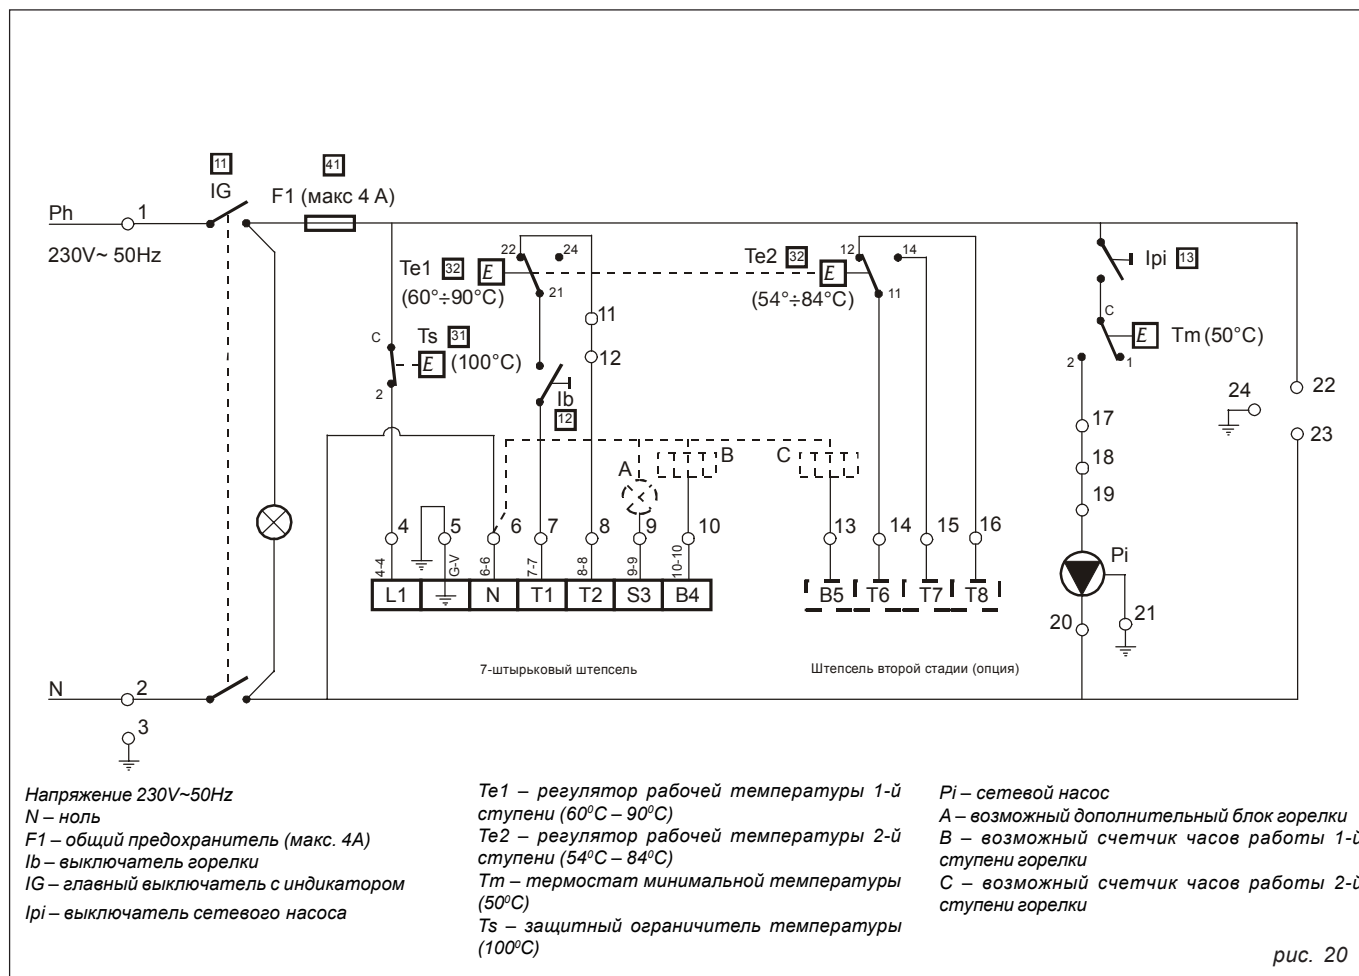 11
41
IG
F1 (макс 4 A)
Ph
1
230V~ 50Hz
22
24
12
14
Te1
32
E
Te2
32
E
Ipi
13
(60°÷90°C)
21
(54°÷84°C)
11
11
C
C
Ts
31
E
(100°C)
12
E
Tm (50°C)
2
2
1
Ib
12
24
22
17
23
A
B
C
18
19
4
5
6
7
8
9
10
13
14
15
16
Pi
4-4
G-V
6-6
7-7
8-8
9-9
10-10
L1
N
T1
T2
S3
B4
B5
T6
T7
T8
20
21
7-штырьковый штепсель
Штепсель второй стадии (опция)
N
2
3
Напряжение 230V~50Hz
N – ноль
F1 – общий предохранитель (макс. 4А)
Ib – выключатель горелки
IG – главный выключатель с индикатором
Ipi – выключатель сетевого насоса
Te1 – регулятор рабочей температуры 1-й
ступени (60⁰C – 90⁰C)
Te2 – регулятор рабочей температуры 2-й
ступени (54⁰C – 84⁰C)
Tm – термостат минимальной температуры
(50⁰C)
Ts – защитный ограничитель температуры
(100⁰C)
Pi – сетевой насос
A – возможный дополнительный блок горелки
B – возможный счетчик часов работы 1-й
ступени горелки
C – возможный счетчик часов работы 2-й
ступени горелки
рис. 20